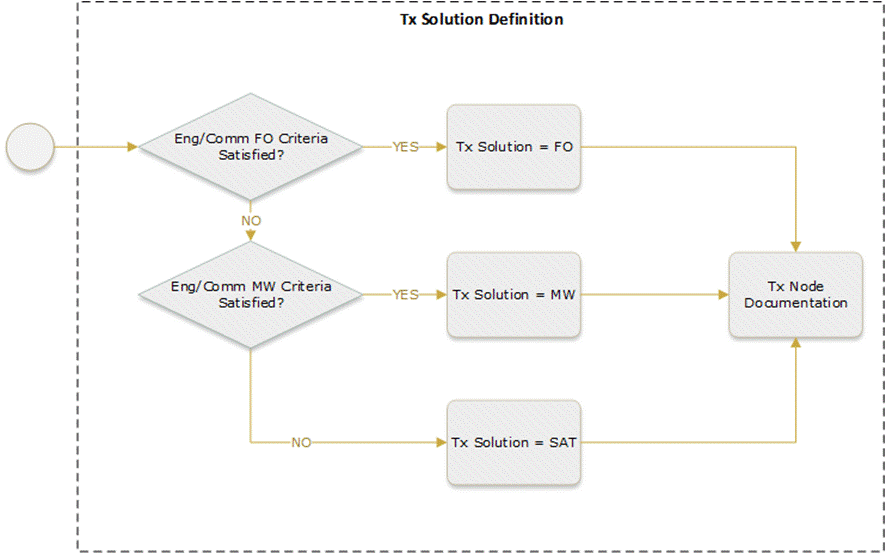 Tx Solution Definition
Eng/Comm FO Criteria
Satisfied?
YES
Tx Solution = FO
NO
Eng/Comm MW Criteria
Satisfied?
YES
Tx Solution = MW
Tx Node
Documentation
NO
Tx Solution = SAT